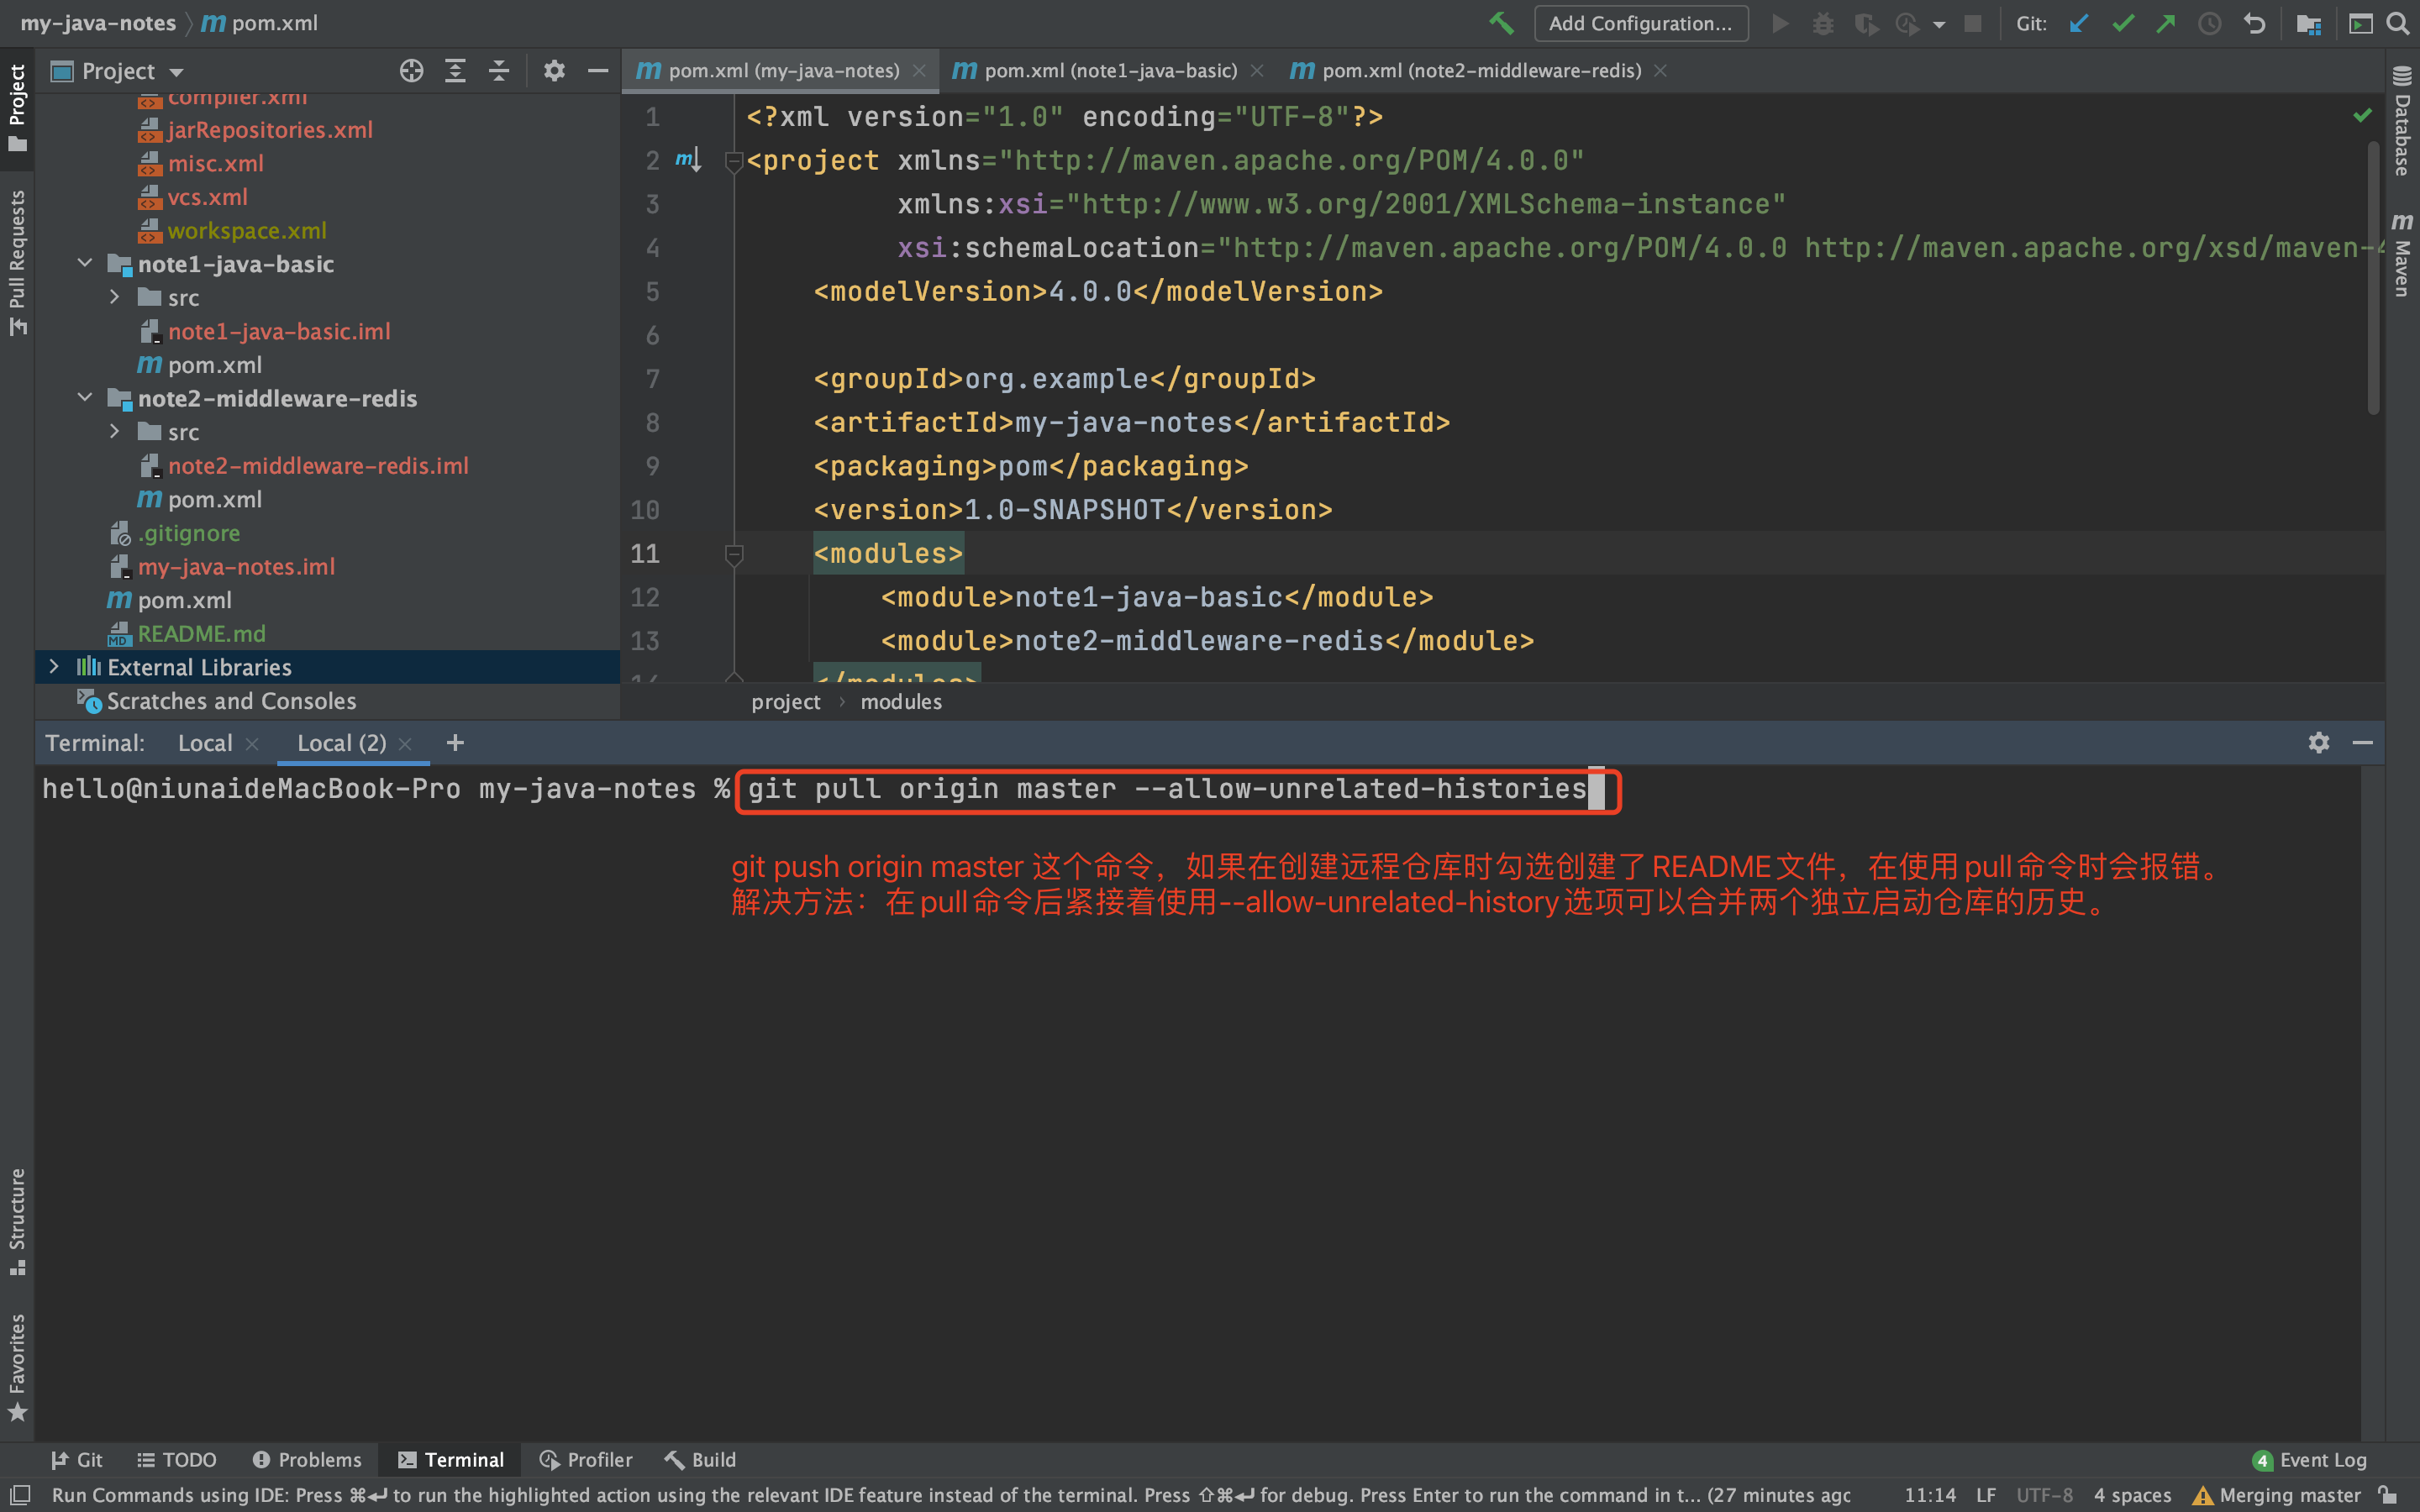 my-java-notes pom.xml
Add Configuration...
Git:
Project
pom.xml (my-java-notes)
pom.xml (note1-java-basic)
pom.xml (note2-middleware-redis)
Project
Pull Requests
Structure
Favorites
compiler.xml
jarRepositories.xml
misc.xml
vcs.xml
workspace.xml
note1-java-basic
src
note1-java-basic.iml
pom.xml
note2-middleware-redis
src
note2-middleware-redis.iml
pom.xml
.gitignore
my-java-notes.iml
pom.xml
README.md
External Libraries
Scratches and Consoles
1 <?xml version="1.0" encoding="UTF-8"?>
2 <project xmlns="http://maven.apache.org/POM/4.0.0"
3 xmlns:xsi="http://www.w3.org/2001/XMLSchema-instance"
4 xsi:schemaLocation="http://maven.apache.org/POM/4.0.0 http://maven.apache.org/xsd/maven-4
5 <modelVersion>4.0.0</modelVersion>
6
7 <groupId>org.example</groupId>
8 <artifactId>my-java-notes</artifactId>
9 <packaging>pom</packaging>
10 <version>1.0-SNAPSHOT</version>
11 <modules>
12 <module>note1-java-basic</module>
13 <module>note2-middleware-redis</module>
14 </modules>
project › modules
Database
Maven
Terminal: Local Local (2)
hello@niunaideMacBook-Pro my-java-notes % git pull origin master --allow-unrelated-histories
git push origin master 这个命令，如果在创建远程仓库时勾选创建了README文件，在使用pull命令时会报错。
解决方法：在pull命令后紧接着使用--allow-unrelated-history选项可以合并两个独立启动仓库的历史。
Git TODO Problems Terminal Profiler Build 4 Event Log
Run Commands using IDE: Press ⌘↩ to run the highlighted action using the relevant IDE feature instead of the terminal. Press ⇧⌘↩ for debug. Press Enter to run the command in t... (27 minutes agc 11:14 LF UTF-8 4 spaces Merging master